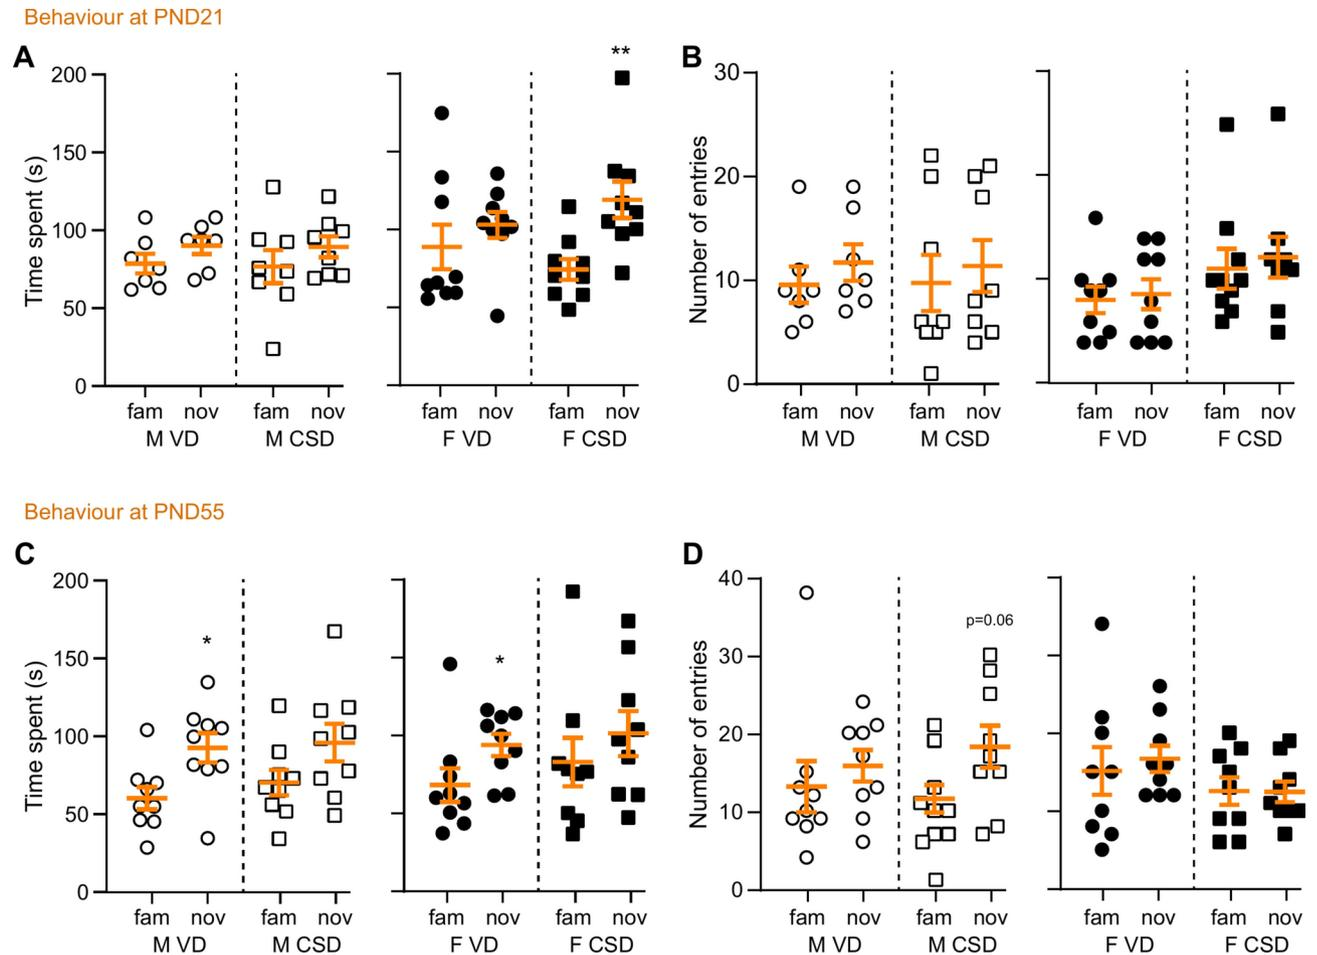 Behaviour at PND21
A
Time spent (s)
200
150
100
50
0
**
fam nov fam nov fam nov fam nov
M VD M CSD F VD F CSD
B
Number of entries
30
20
10
0
fam nov fam nov fam nov fam nov
M VD M CSD F VD F CSD
Behaviour at PND55
C
Time spent (s)
200
150
100
50
0
*
*
fam nov fam nov fam nov fam nov
M VD M CSD F VD F CSD
D
Number of entries
40
30
20
10
0
p=0.06
fam nov fam nov fam nov fam nov
M VD M CSD F VD F CSD